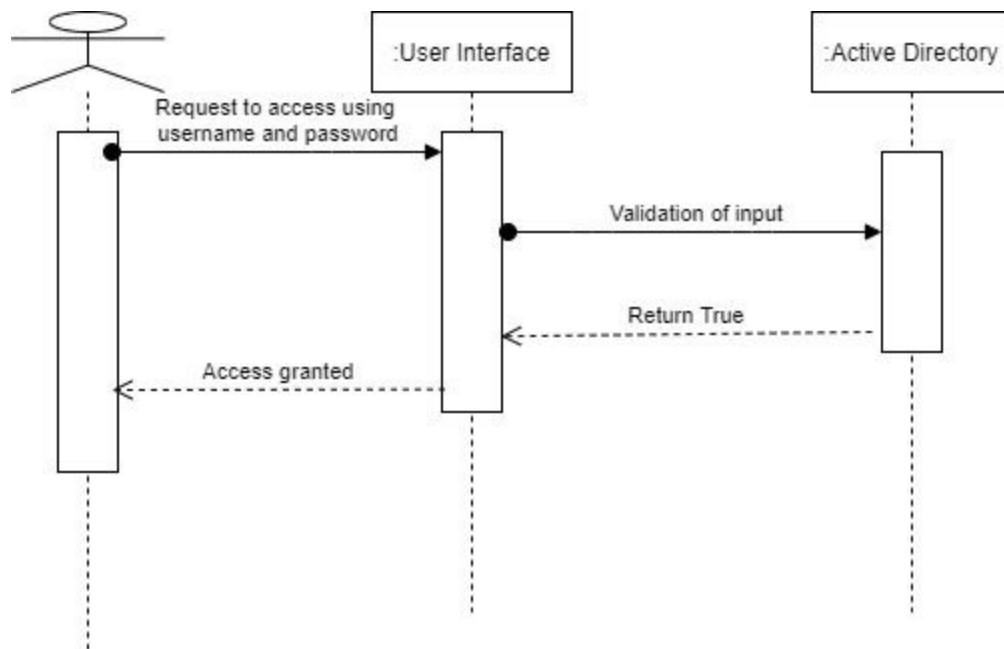 :User Interface
:Active Directory
Request to access using
username and password
Validation of input
Return True
Access granted